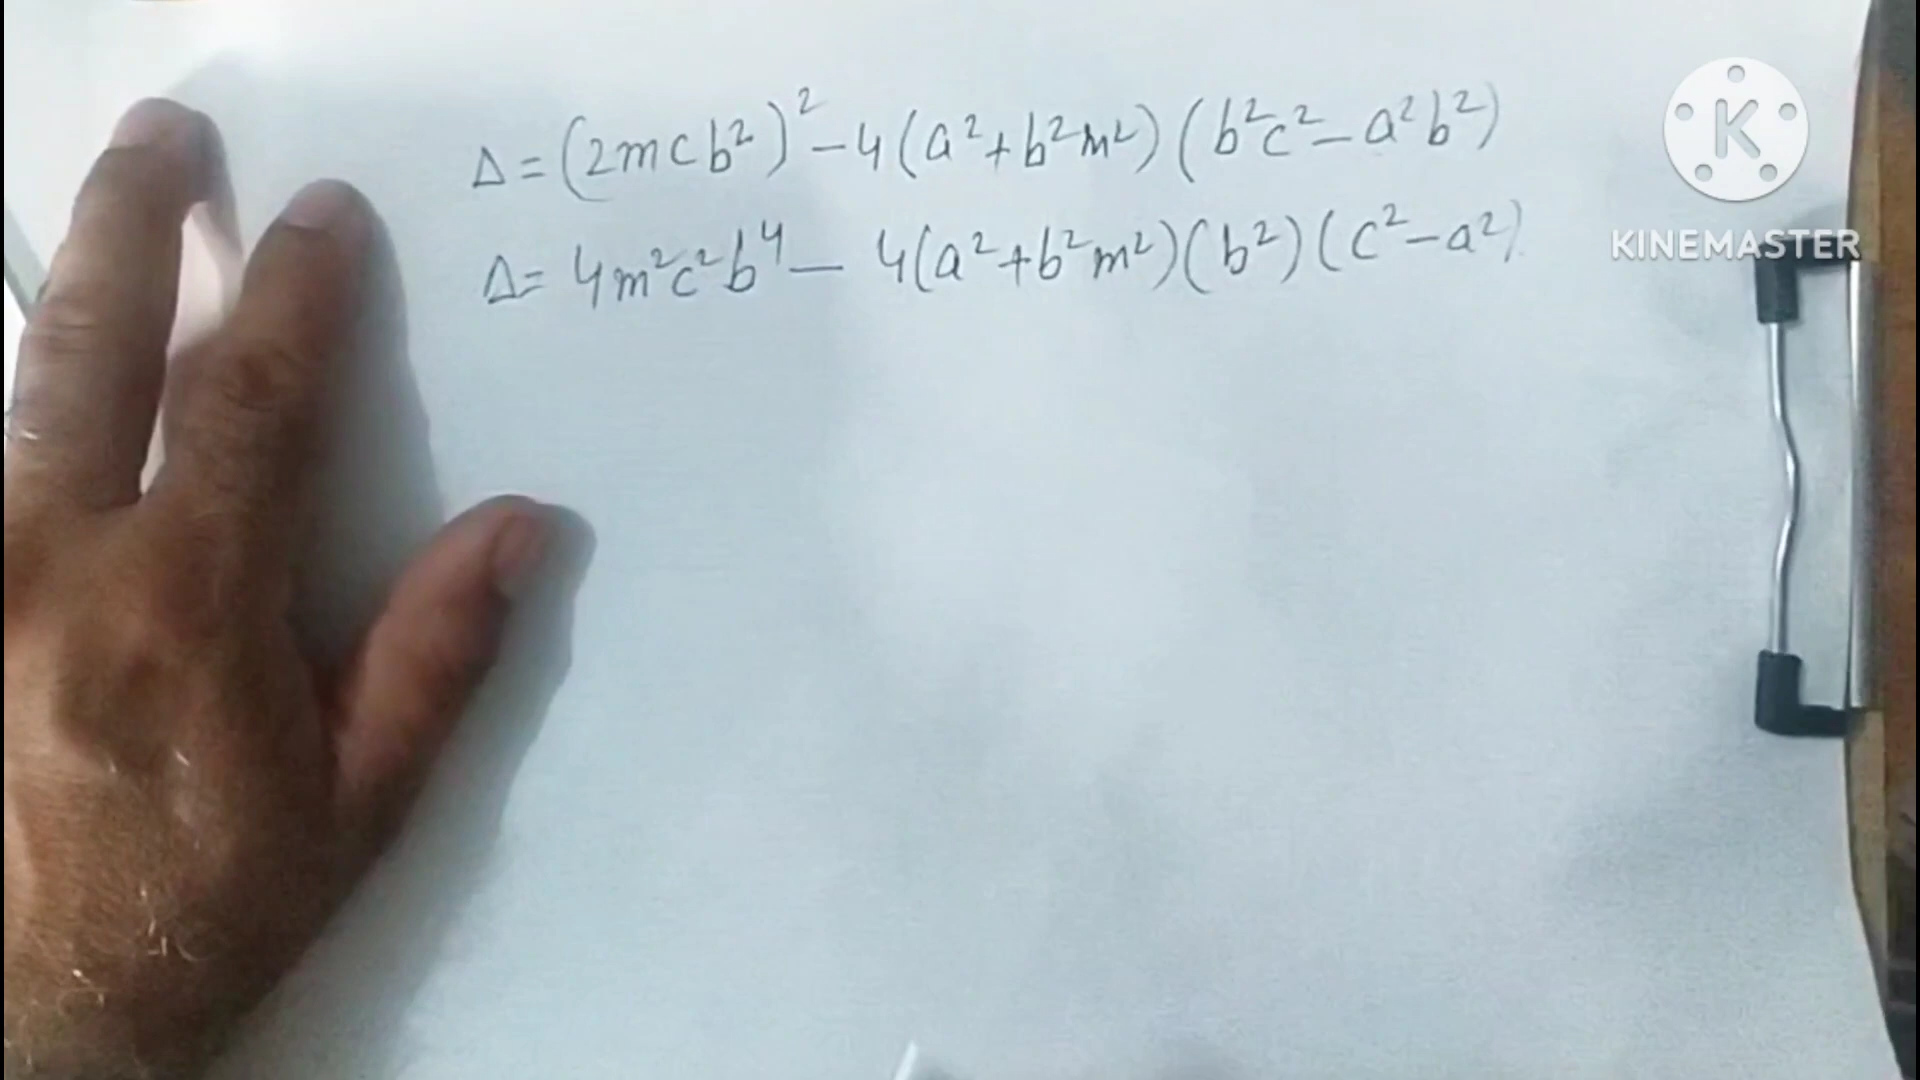 Δ = (2mcb²)² - 4(a² + b²m²)(b²c² - a²b²)
Δ = 4m²c²b⁴ - 4(a² + b²m²)(b²)(c² - a²)
K
KINEMASTER